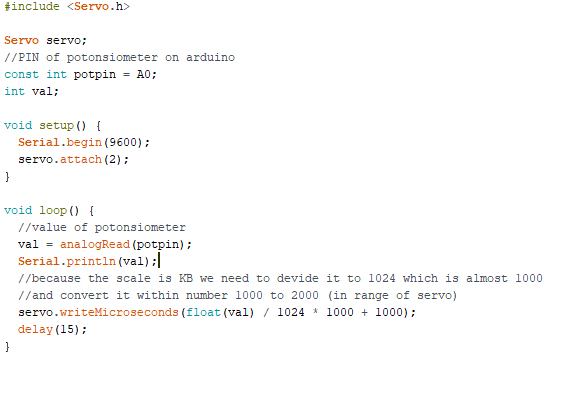 #include <Servo.h>
Servo servo;
//PIN of potonsiometer on arduino
const int potpin = A0;
int val;
void setup() {
Serial.begin(9600);
servo.attach(2);
}
void loop() {
//value of potonsiometer
val = analogRead(potpin);
Serial.println(val);
//because the scale is KB we need to devide it to 1024 which is almost 1000
//and convert it within number 1000 to 2000 (in range of servo)
servo.writeMicroseconds(float(val) / 1024 * 1000 + 1000);
delay(15);
}